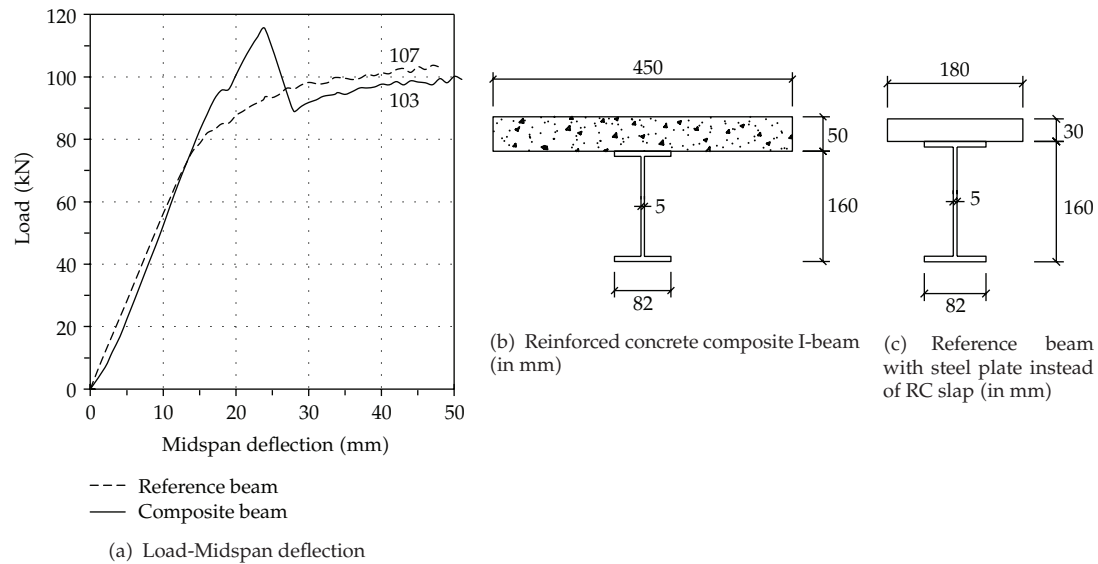 120
100
80
60
40
20
0
Load (kN)
107
103
0 10 20 30 40 50
Midspan deflection (mm)
Reference beam
Composite beam
(a) Load-Midspan deflection
450
50
5
160
82
(b) Reinforced concrete composite I-beam
(in mm)
180
30
5
160
82
(c) Reference beam
with steel plate instead
of RC slap (in mm)